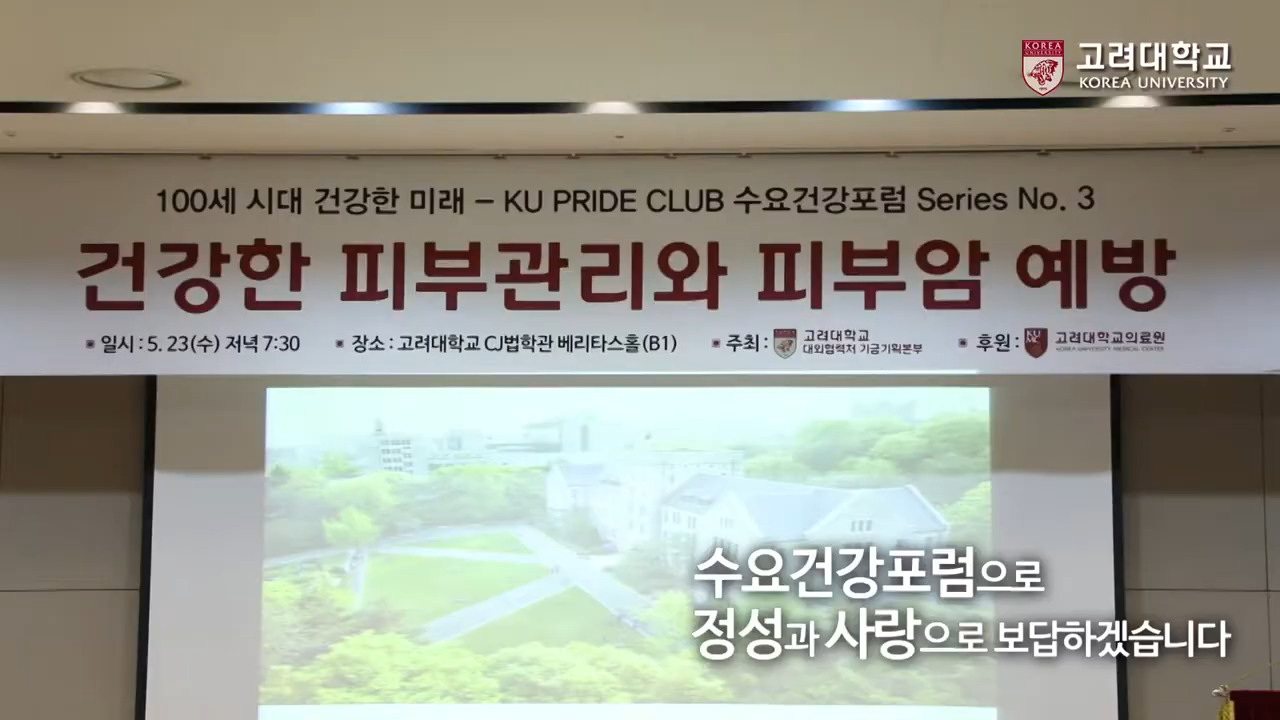 KOREA
UNIVERSITY
고려대학교
KOREA UNIVERSITY
100세 시대 건강한 미래 – KU PRIDE CLUB 수요건강포럼 Series No. 3
건강한 피부관리와 피부암 예방
일시 : 5. 23(수) 저녁 7:30
장소 : 고려대학교 CJ법학관 베리타스홀(B1)
주최 : 고려대학교 대외협력처 기금기획본부
후원 : 고려대학교의료원
KOREA UNIVERSITY MEDICAL CENTER
수요건강포럼으로
정성과 사랑으로 보답하겠습니다